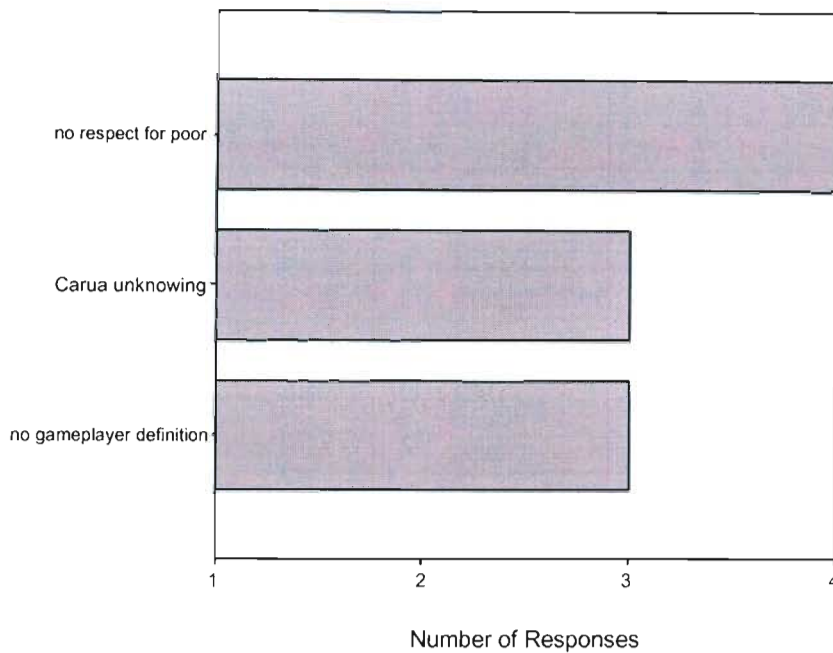 no respect for poor
Carua unknowing
no gameplayer definition
1 2 3 4
Number of Responses